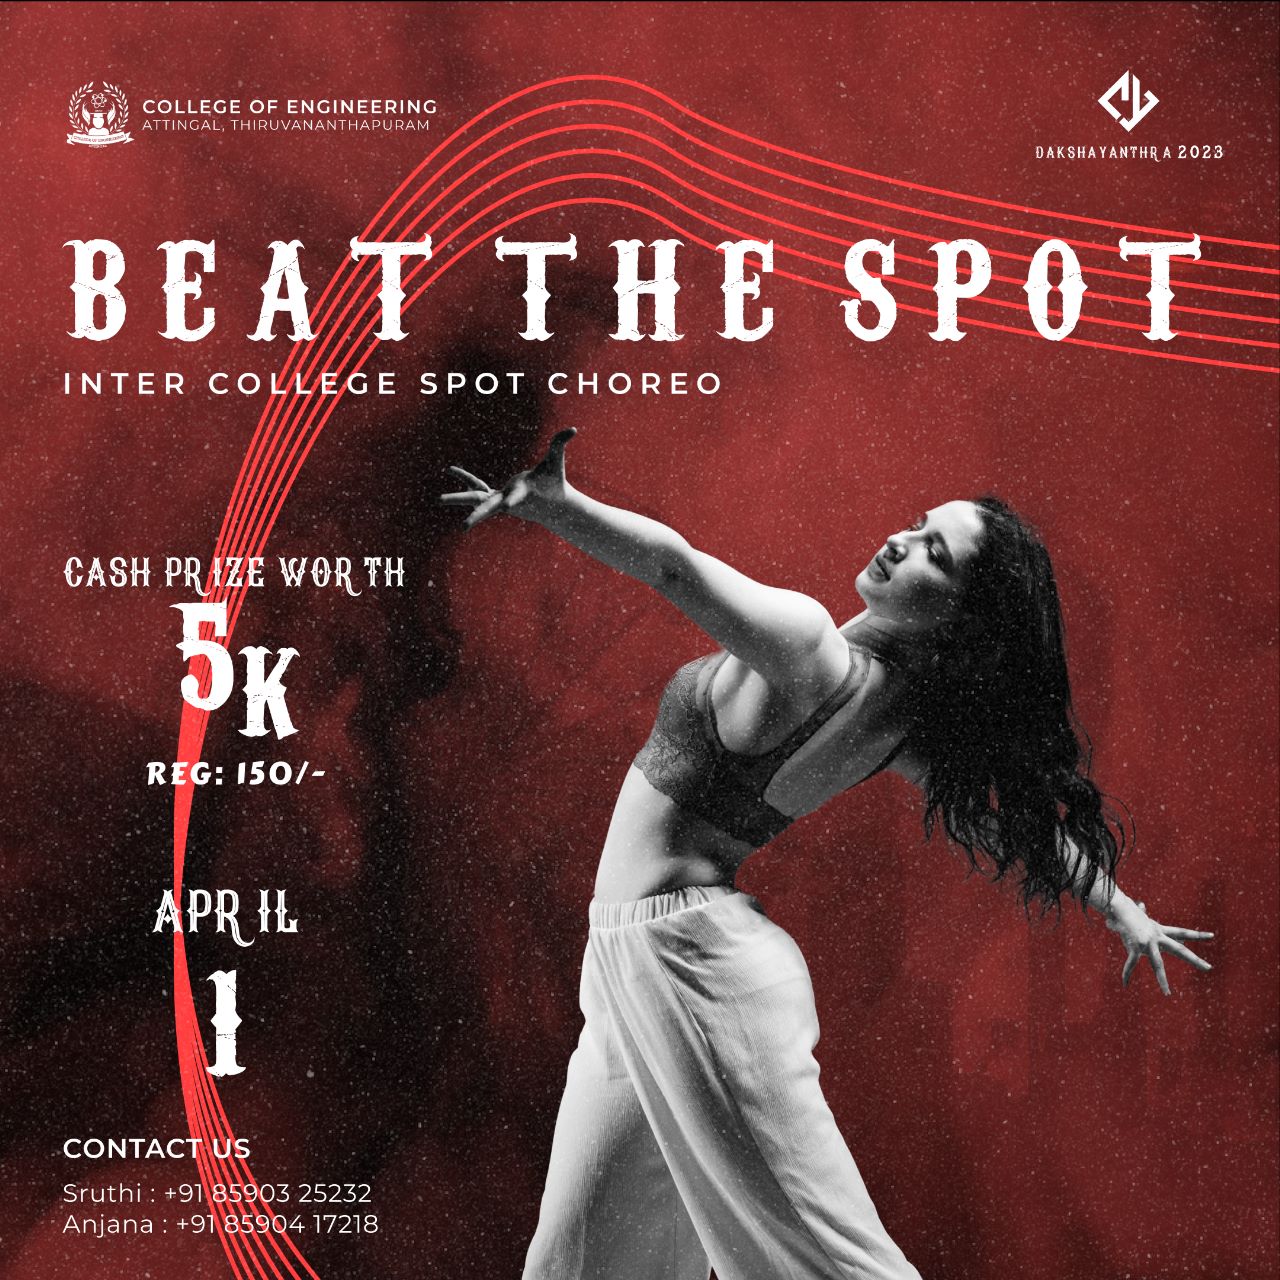 COLLEGE OF ENGINEERING
ATTINGAL, THIRUVANANTHAPURAM
DAKSHAYANTHRA 2023
BEAT THE SPOT
INTER COLLEGE SPOT CHOREO
CASH PRIZE WORTH
5K
REG: 150/-
APRIL
1
CONTACT US
Sruthi : +91 85903 25232
Anjana : +91 85904 17218